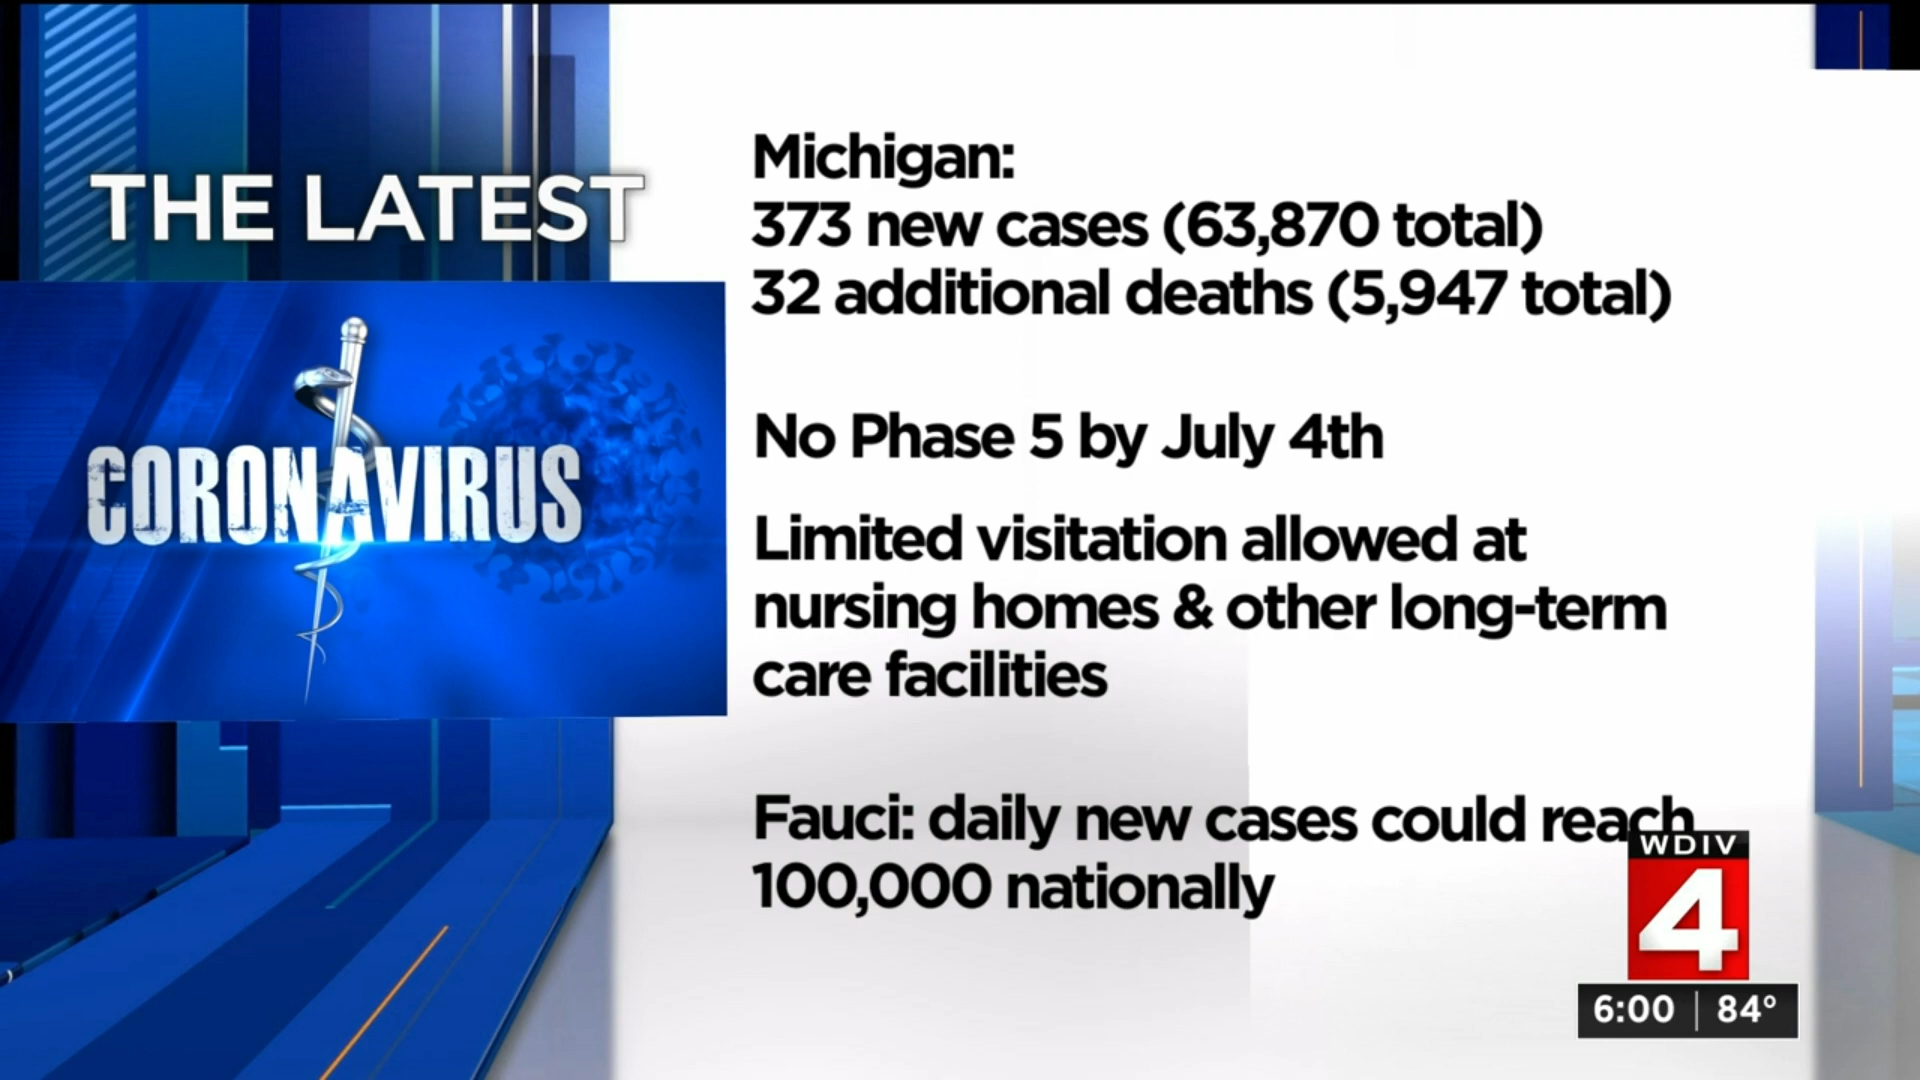 THE LATEST
CORONAVIRUS
Michigan:
373 new cases (63,870 total)
32 additional deaths (5,947 total)
No Phase 5 by July 4th
Limited visitation allowed at
nursing homes & other long-term
care facilities
Fauci: daily new cases could reach
100,000 nationally
WDIV
4
6:00 | 84°